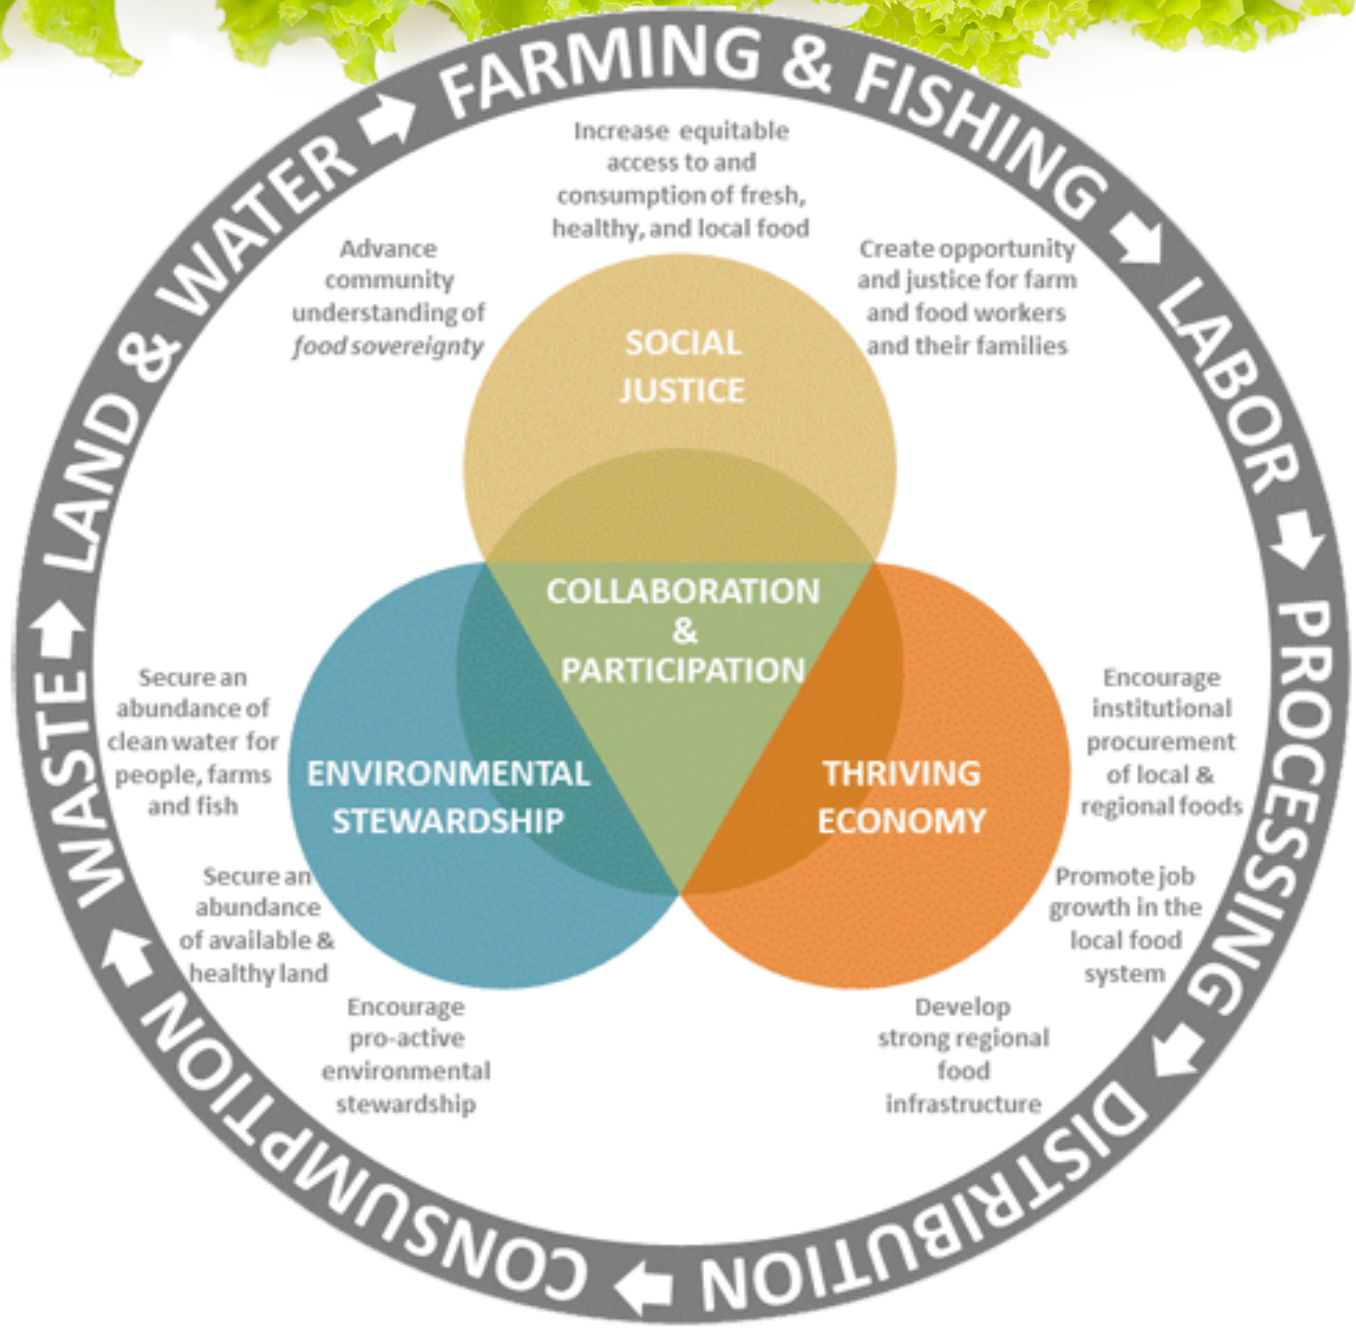 LAND & WATER
FARMING & FISHING
LABOR
PROCESSING
DISTRIBUTION
CONSUMPTION
WASTE
Increase equitable
access to and
consumption of fresh,
healthy, and local food
Advance
community
understanding of
food sovereignty
Create opportunity
and justice for farm
and food workers
and their families
SOCIAL
JUSTICE
COLLABORATION
&
PARTICIPATION
ENVIRONMENTAL
STEWARDSHIP
THRIVING
ECONOMY
Secure an
abundance of
clean water for
people, farms
and fish
Secure an
abundance
of available &
healthy land
Encourage
pro-active
environmental
stewardship
Encourage
institutional
procurement
of local &
regional foods
Promote job
growth in the
local food
system
Develop
strong regional
food
infrastructure